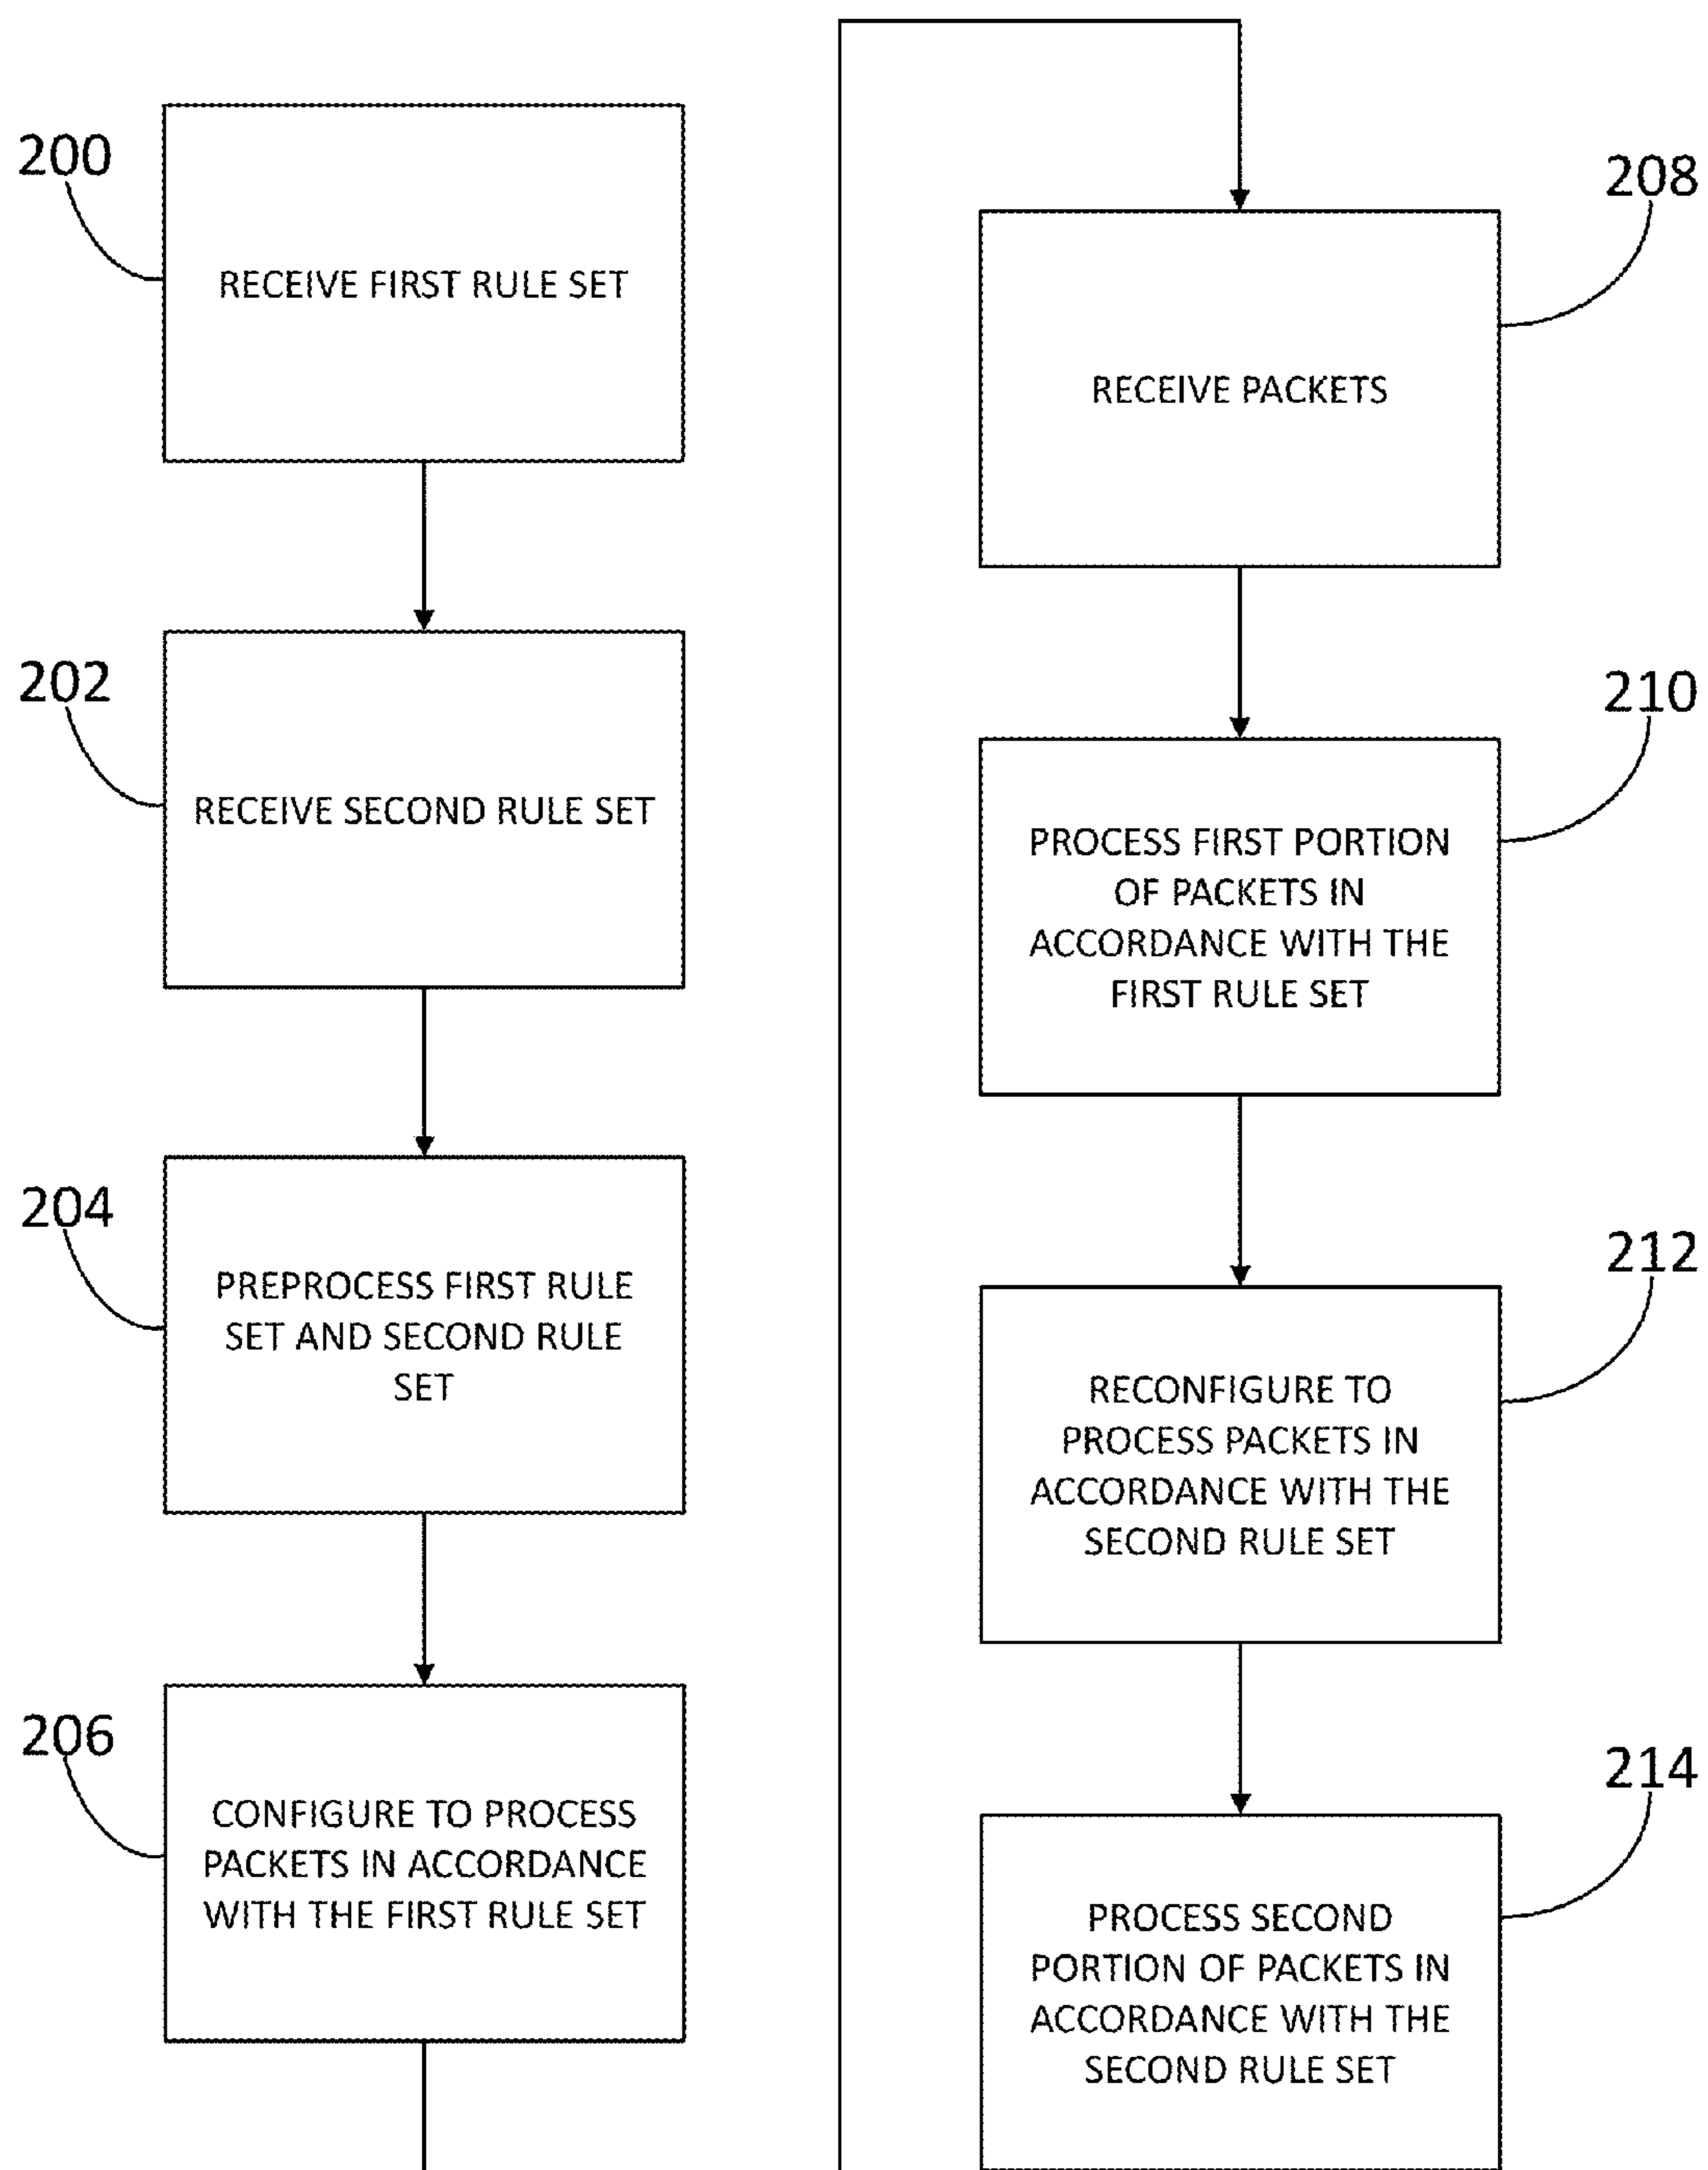 200
RECEIVE FIRST RULE SET
202
RECEIVE SECOND RULE SET
204
PREPROCESS FIRST RULE
SET AND SECOND RULE
SET
206
CONFIGURE TO PROCESS
PACKETS IN ACCORDANCE
WITH THE FIRST RULE SET
208
RECEIVE PACKETS
210
PROCESS FIRST PORTION
OF PACKETS IN
ACCORDANCE WITH THE
FIRST RULE SET
212
RECONFIGURE TO
PROCESS PACKETS IN
ACCORDANCE WITH THE
SECOND RULE SET
214
PROCESS SECOND
PORTION OF PACKETS IN
ACCORDANCE WITH THE
SECOND RULE SET